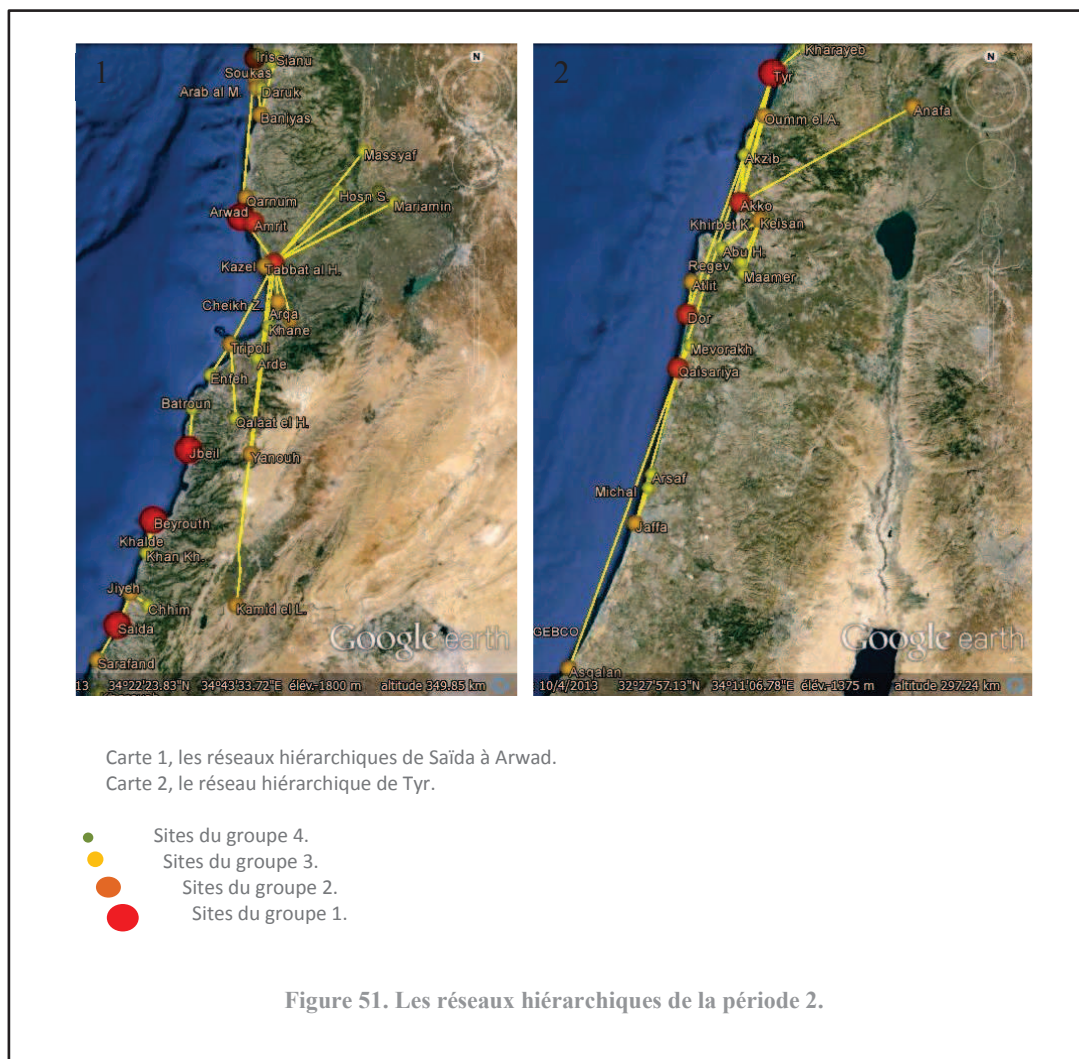 1
Iris
Sianu
Soukas
Arab al M. Daruk
Baniyas
Massyaf
Qarnum
Hosn S.
Mariamin
Arwad
Amrit
Kazel Tabbat al H.
Cheikh Z.
Arqa
Khane
Tripoli
Arde
Enfeh
Batroun
Qalaat el H.
Jbeil
Yanouh
Beyrouth
Khalde
Khan Kh.
Jiyeh
Chhim
Kamid el L.
Saïda
Sarafand
N
Google earth
13 34°22'23.83"N 34°43'33.72"E élév.-1800 m altitude 349.85 km
2
Kharayeb
N
Tyr
Anafa
Oumm el A.
Akzib
Akko
Khirbet K. Keisan
Abu H.
Regev
Maamer
Atlit
Dor
Mevorakh
Qaisariya
Arsaf
Michal
Jaffa
GEBCO
Asqalan
Google earth
10/4/2013 32°27'57.13"N 34°11'06.78"E élév.-1375 m altitude 297.24 km
Carte 1, les réseaux hiérarchiques de Saïda à Arwad.
Carte 2, le réseau hiérarchique de Tyr.
Sites du groupe 4.
Sites du groupe 3.
Sites du groupe 2.
Sites du groupe 1.
Figure 51. Les réseaux hiérarchiques de la période 2.